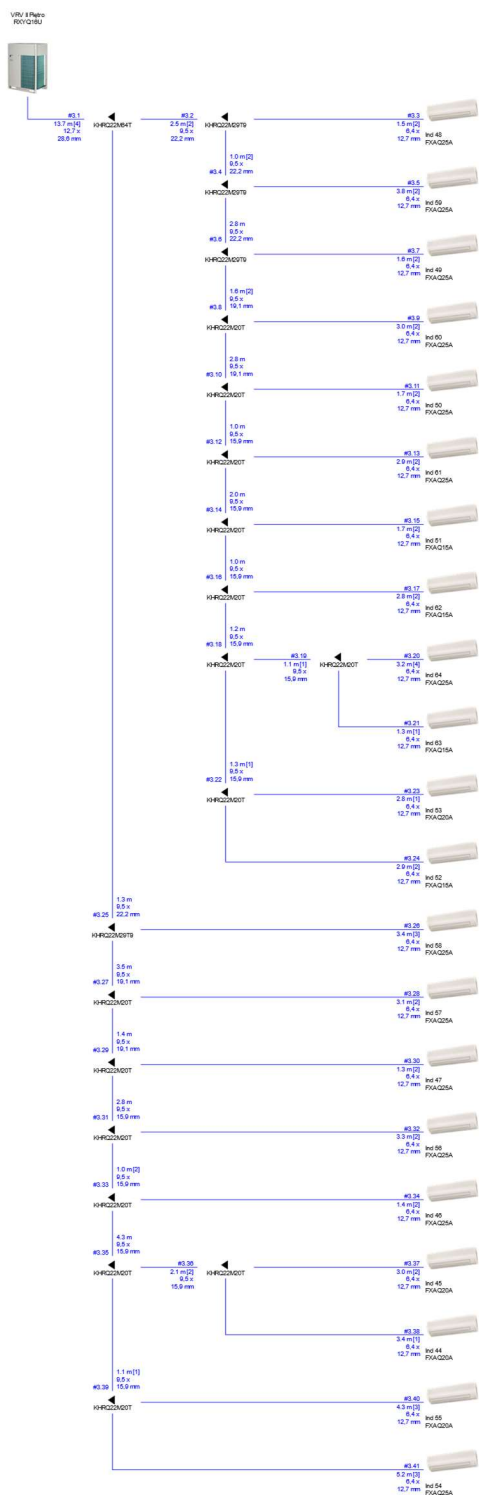 VRV II Retro
RXYQ18U
#3.1
13.7 m [4]
12,7 x
28,6 mm
KHRQ22M64T
#3.2
2.5 m [2]
9,5 x
22,2 mm
KHRQ22M29T9
#3.3
1.5 m [2]
6,4 x
12,7 mm
Ind 48
FXAQ25A
1.0 m [2]
9,5 x
#3.4
22,2 mm
KHRQ22M29T9
#3.5
3.8 m [2]
6,4 x
12,7 mm
Ind 59
FXAQ25A
2.8 m
9,5 x
#3.6
22,2 mm
KHRQ22M29T9
#3.7
1.6 m [2]
6,4 x
12,7 mm
Ind 49
FXAQ25A
1.6 m [2]
9,5 x
#3.8
19,1 mm
KHRQ22M20T
#3.9
3.0 m [2]
6,4 x
12,7 mm
Ind 60
FXAQ25A
2.8 m
9,5 x
#3.10
19,1 mm
KHRQ22M20T
#3.11
1.7 m [2]
6,4 x
12,7 mm
Ind 50
FXAQ25A
1.0 m
9,5 x
#3.12
15,9 mm
KHRQ22M20T
#3.13
2.9 m [2]
6,4 x
12,7 mm
Ind 61
FXAQ25A
2.0 m
9,5 x
#3.14
15,9 mm
KHRQ22M20T
#3.15
1.7 m [2]
6,4 x
12,7 mm
Ind 51
FXAQ15A
1.0 m
9,5 x
#3.16
15,9 mm
KHRQ22M20T
#3.17
2.8 m [2]
6,4 x
12,7 mm
Ind 62
FXAQ15A
1.2 m
9,5 x
#3.18
15,9 mm
KHRQ22M20T
#3.19
1.1 m [1]
9,5 x
15,9 mm
KHRQ22M20T
#3.20
3.2 m [4]
6,4 x
12,7 mm
Ind 64
FXAQ25A
#3.21
1.3 m [1]
6,4 x
12,7 mm
Ind 63
FXAQ15A
1.3 m [1]
9,5 x
#3.22
15,9 mm
KHRQ22M20T
#3.23
2.8 m [1]
6,4 x
12,7 mm
Ind 53
FXAQ20A
#3.24
2.9 m [2]
6,4 x
12,7 mm
Ind 52
FXAQ15A
1.3 m
9,5 x
#3.25
22,2 mm
KHRQ22M29T9
#3.26
3.4 m [3]
6,4 x
12,7 mm
Ind 58
FXAQ25A
3.5 m
9,5 x
#3.27
19,1 mm
KHRQ22M20T
#3.28
3.1 m [2]
6,4 x
12,7 mm
Ind 57
FXAQ25A
1.4 m
9,5 x
#3.29
19,1 mm
KHRQ22M20T
#3.30
1.3 m [2]
6,4 x
12,7 mm
Ind 47
FXAQ25A
2.8 m
9,5 x
#3.31
15,9 mm
KHRQ22M20T
#3.32
3.3 m [2]
6,4 x
12,7 mm
Ind 56
FXAQ25A
1.0 m [2]
9,5 x
#3.33
15,9 mm
KHRQ22M20T
#3.34
1.4 m [2]
6,4 x
12,7 mm
Ind 46
FXAQ25A
4.3 m
9,5 x
#3.35
15,9 mm
KHRQ22M20T
#3.36
2.1 m [2]
9,5 x
15,9 mm
KHRQ22M20T
#3.37
3.0 m [2]
6,4 x
12,7 mm
Ind 45
FXAQ20A
#3.38
3.4 m [1]
6,4 x
12,7 mm
Ind 44
FXAQ20A
1.1 m [1]
9,5 x
#3.39
15,9 mm
KHRQ22M20T
#3.40
4.3 m [3]
6,4 x
12,7 mm
Ind 55
FXAQ20A
#3.41
5.2 m [3]
6,4 x
12,7 mm
Ind 54
FXAQ25A